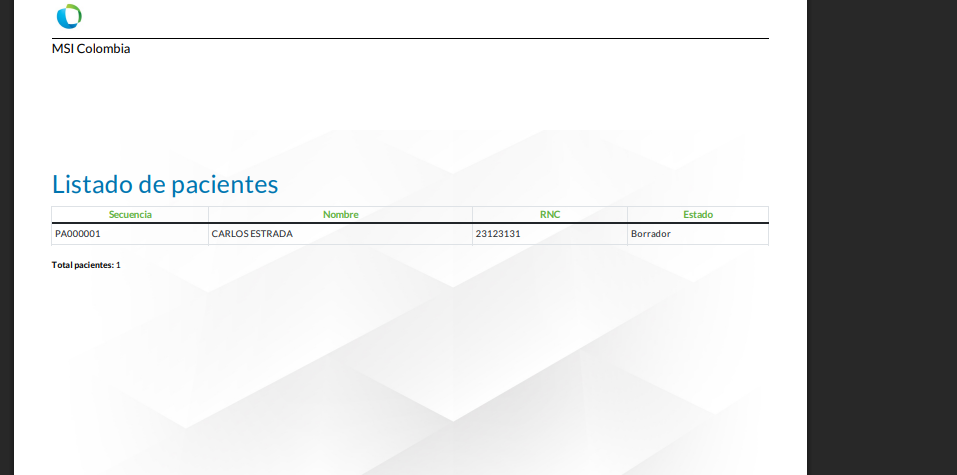 MSI Colombia
Listado de pacientes
Secuencia Nombre RNC Estado
PA000001 CARLOS ESTRADA 23123131 Borrador
Total pacientes: 1